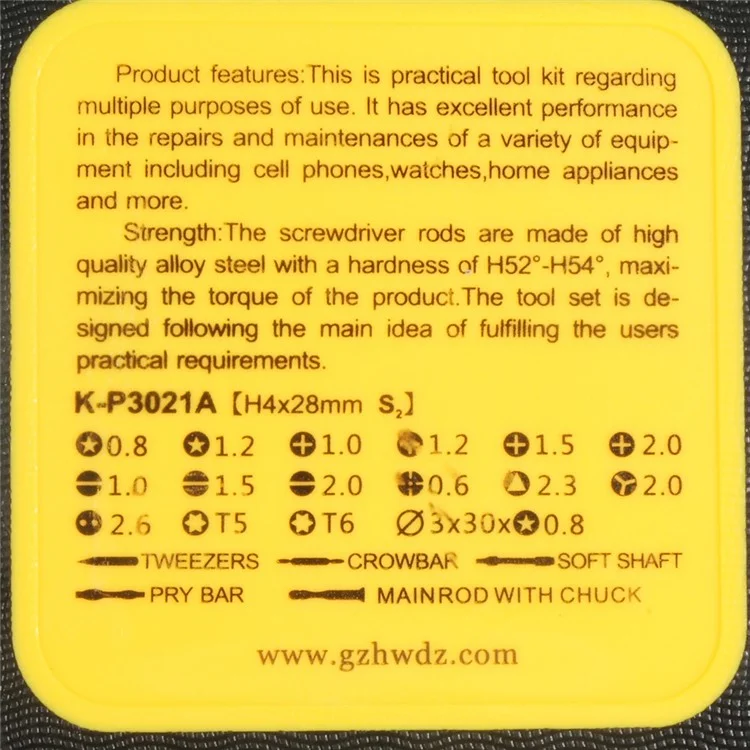 Product features:This is practical tool kit regarding
multiple purposes of use. It has excellent performance
in the repairs and maintenances of a variety of equip-
ment including cell phones,watches,home appliances
and more.
Strength:The screwdriver rods are made of high
quality alloy steel with a hardness of H52°-H54°, maxi-
mizing the torque of the product.The tool set is de-
signed following the main idea of fulfilling the users
practical requirements.
K-P3021A【H4x28mm S₂】
0.8 1.2 1.0 1.2 1.5 2.0
1.0 1.5 2.0 0.6 2.3 2.0
2.6 T5 T6 Ø3x30x 0.8
TWEEZERS CROWBAR SOFT SHAFT
PRY BAR MAINROD WITH CHUCK
www.gzhwdz.com